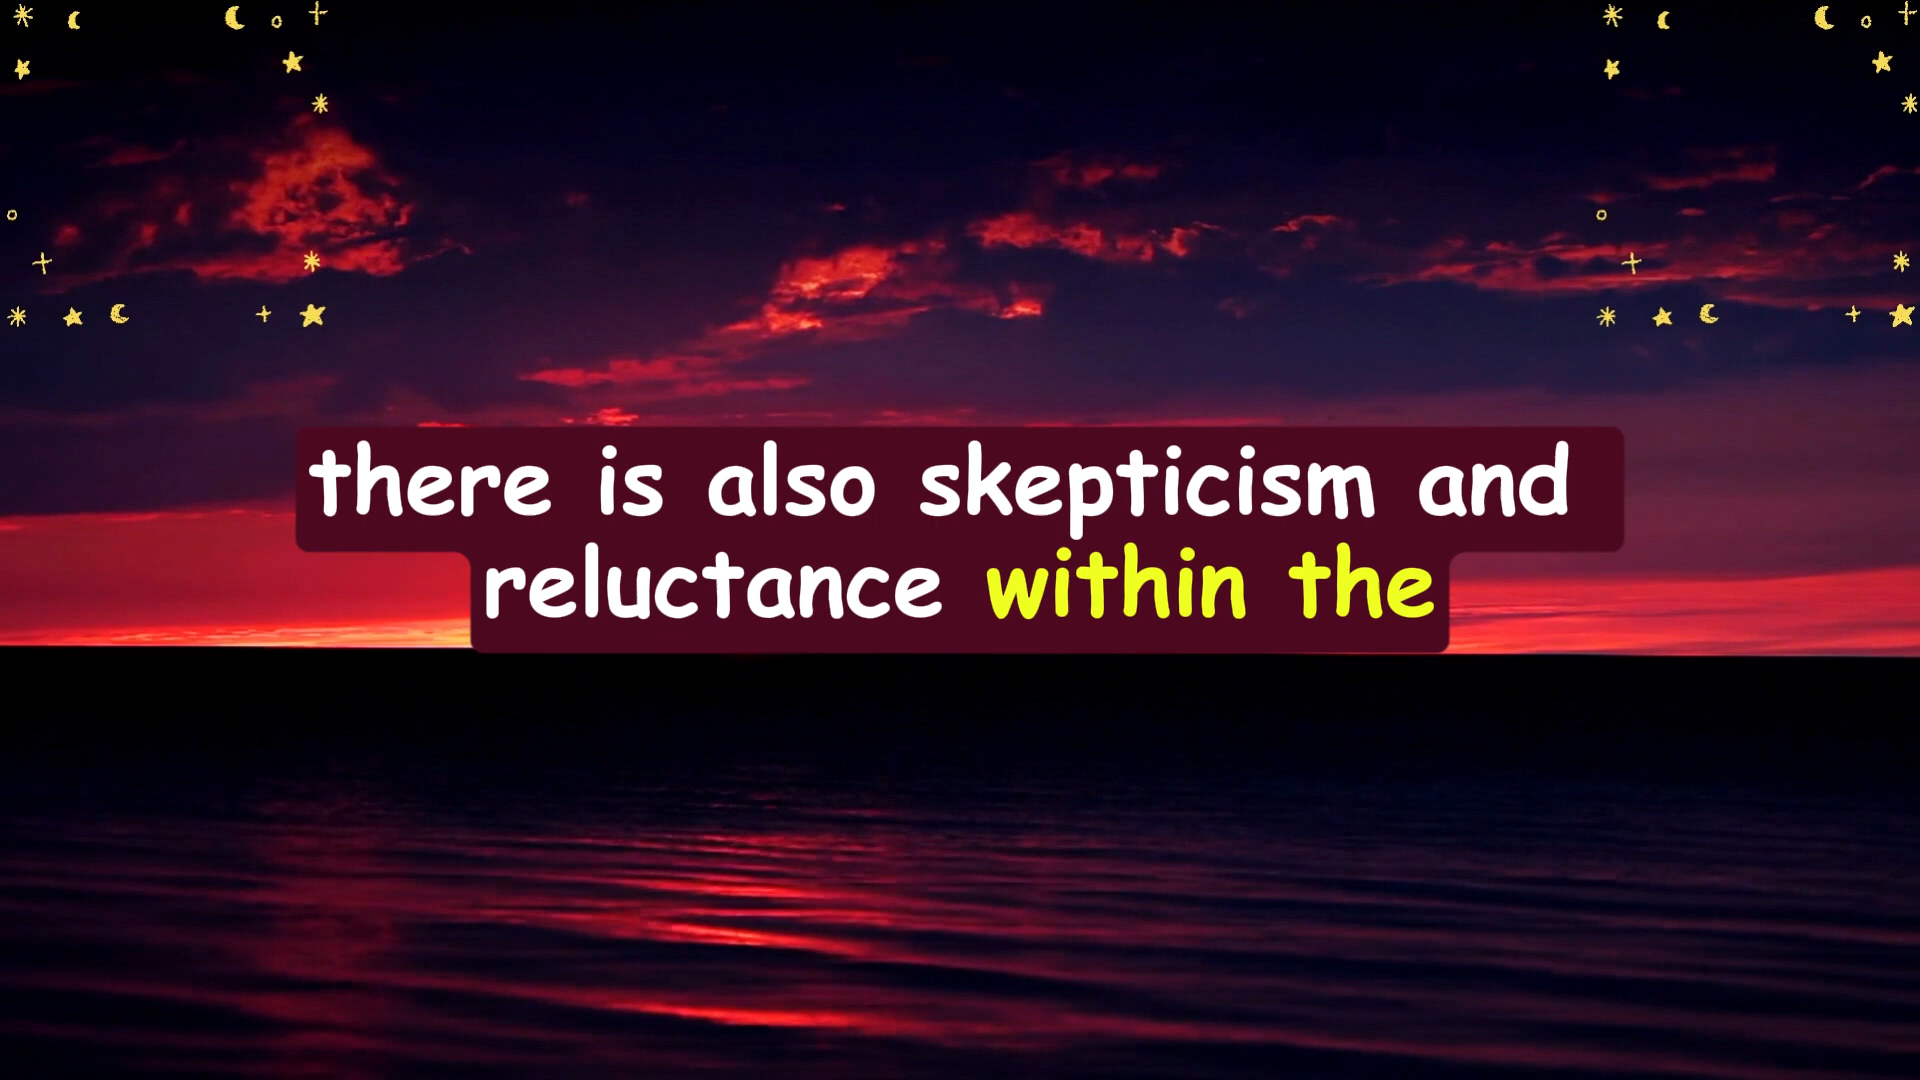 there is also skepticism and
reluctance within the